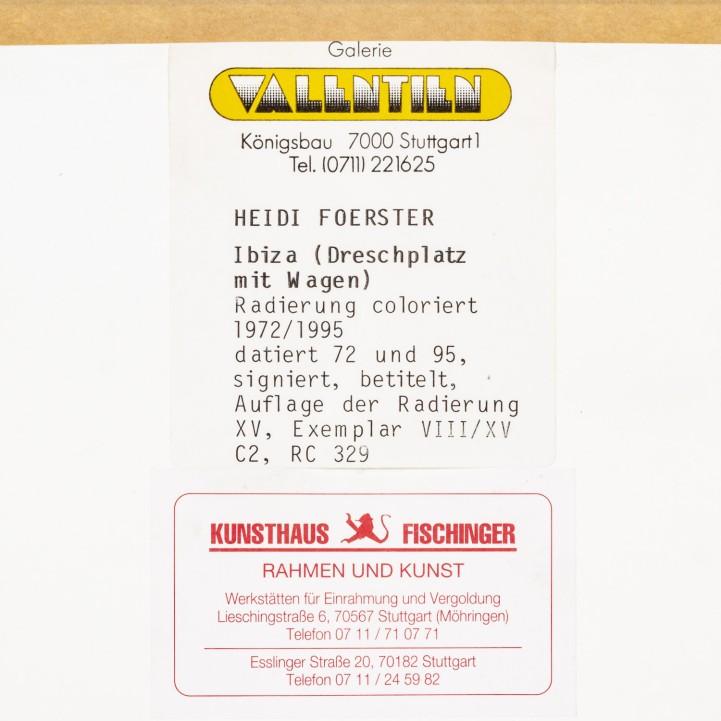 Galerie
VALENTIEN
Königsbau 7000 Stuttgart 1
Tel. (0711) 221625
HEIDI FOERSTER
Ibiza (Dreschplatz
mit Wagen)
Radierung coloriert
1972/1995
datiert 72 und 95,
signiert, betitelt,
Auflage der Radierung
XV, Exemplar VIII/XV
C2, RC 329
KUNSTHAUS FISCHINGER
RAHMEN UND KUNST
Werkstätten für Einrahmung und Vergoldung
Lieschingstraße 6, 70567 Stuttgart (Möhringen)
Telefon 07 11 / 71 07 71
Esslinger Straße 20, 70182 Stuttgart
Telefon 07 11 / 24 59 82